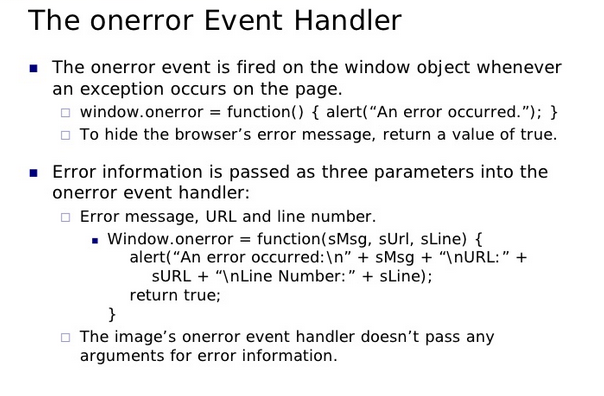 The onerror Event Handler
The onerror event is fired on the window object whenever
an exception occurs on the page.
window.onerror = function() { alert(“An error occurred.”); }
To hide the browser’s error message, return a value of true.
Error information is passed as three parameters into the
onerror event handler:
Error message, URL and line number.
Window.onerror = function(sMsg, sUrl, sLine) {
alert(“An error occurred:\n” + sMsg + “\nURL:” +
sURL + “\nLine Number:” + sLine);
return true;
}
The image’s onerror event handler doesn’t pass any
arguments for error information.